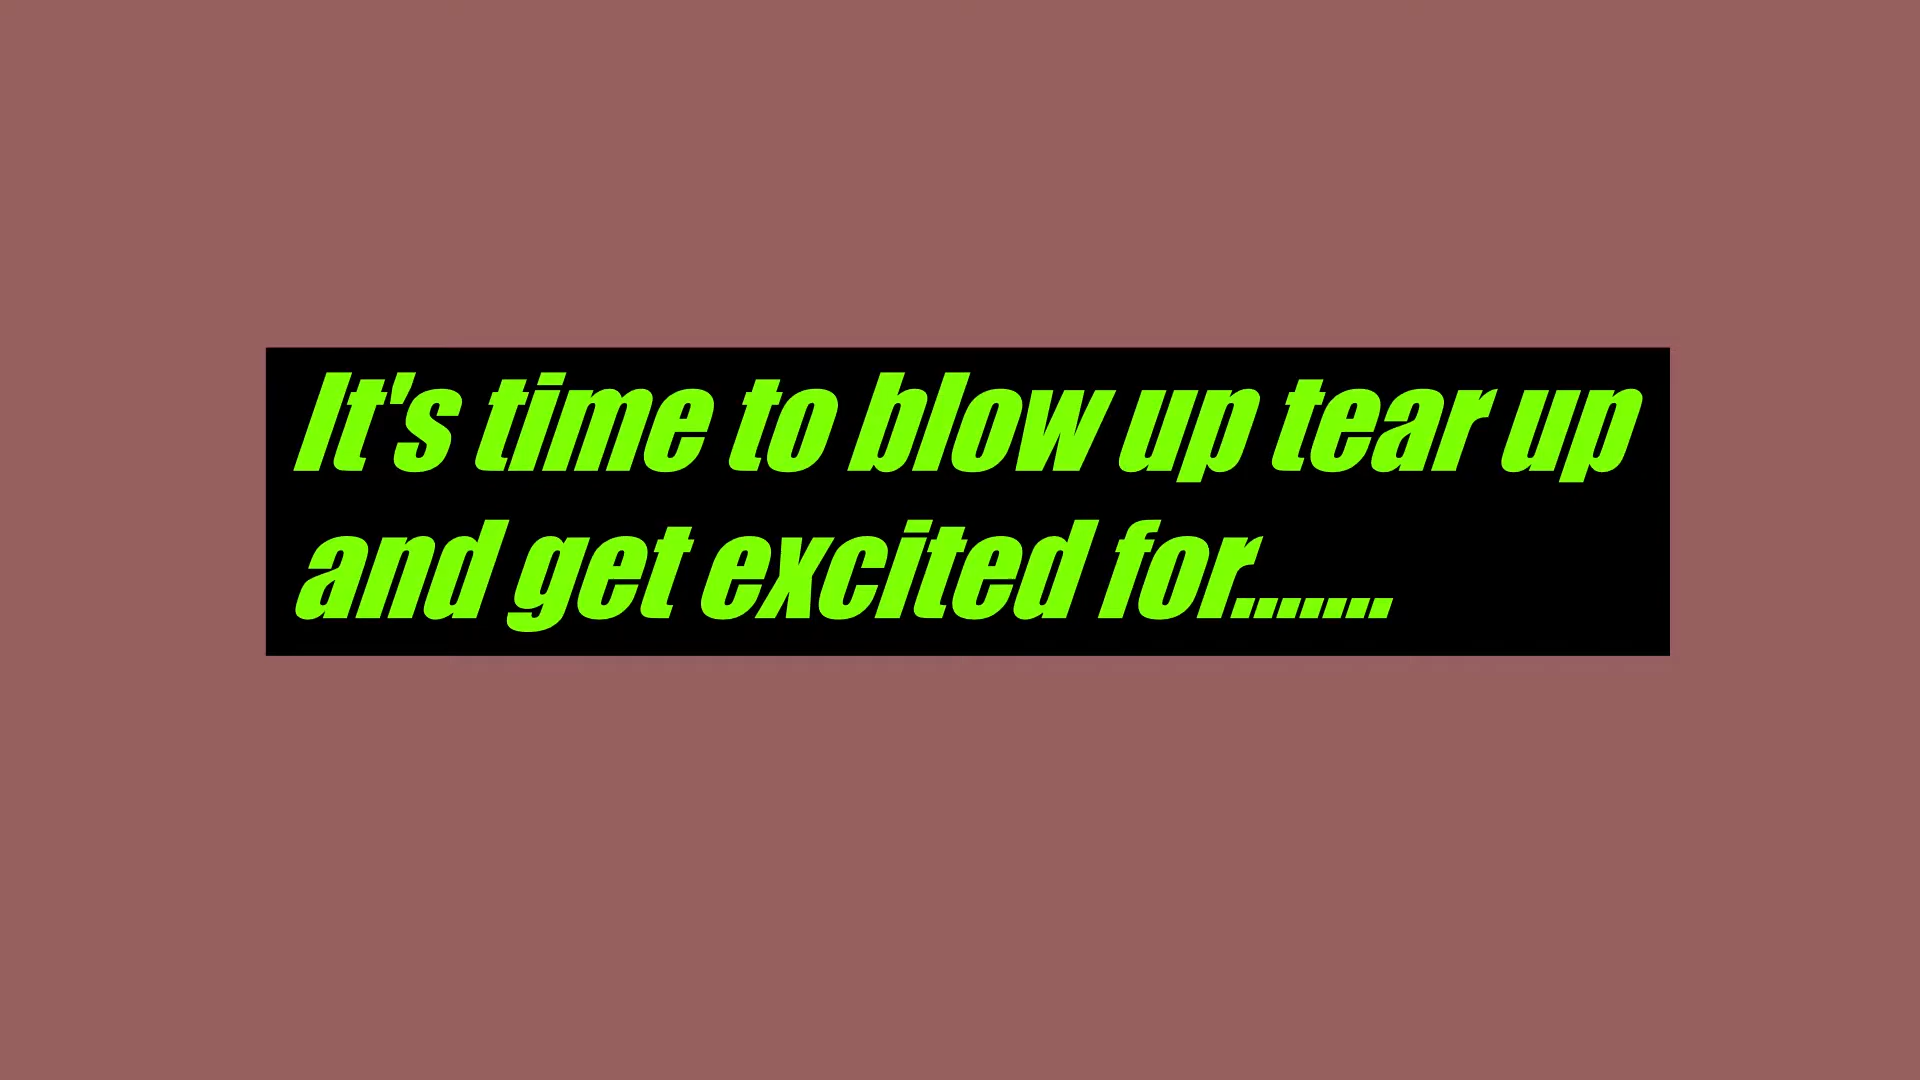 It's time to blow up tear up
and get excited for.......